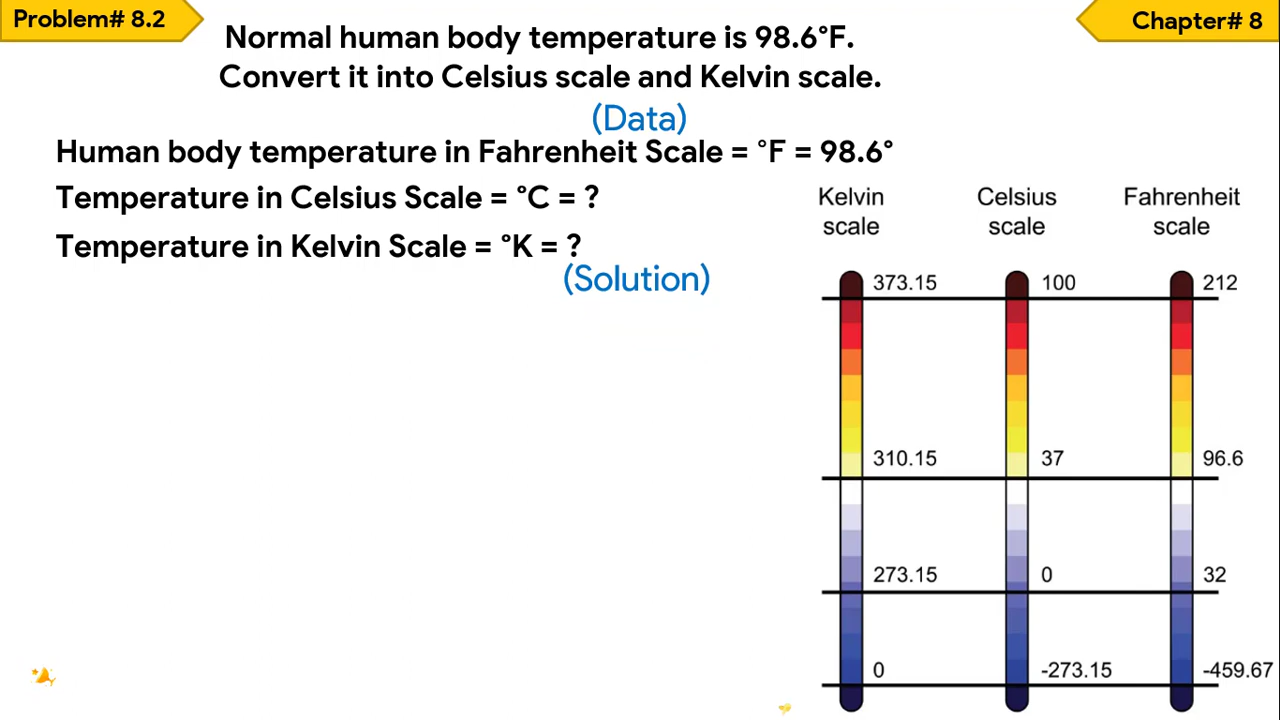 Problem# 8.2
Chapter# 8
Normal human body temperature is 98.6°F.
Convert it into Celsius scale and Kelvin scale.
(Data)
Human body temperature in Fahrenheit Scale = °F = 98.6°
Temperature in Celsius Scale = °C = ?
Temperature in Kelvin Scale = °K = ?
(Solution)
Kelvin scale
Celsius scale
Fahrenheit scale
373.15 100 212
310.15 37 96.6
273.15 0 32
0 -273.15 -459.67